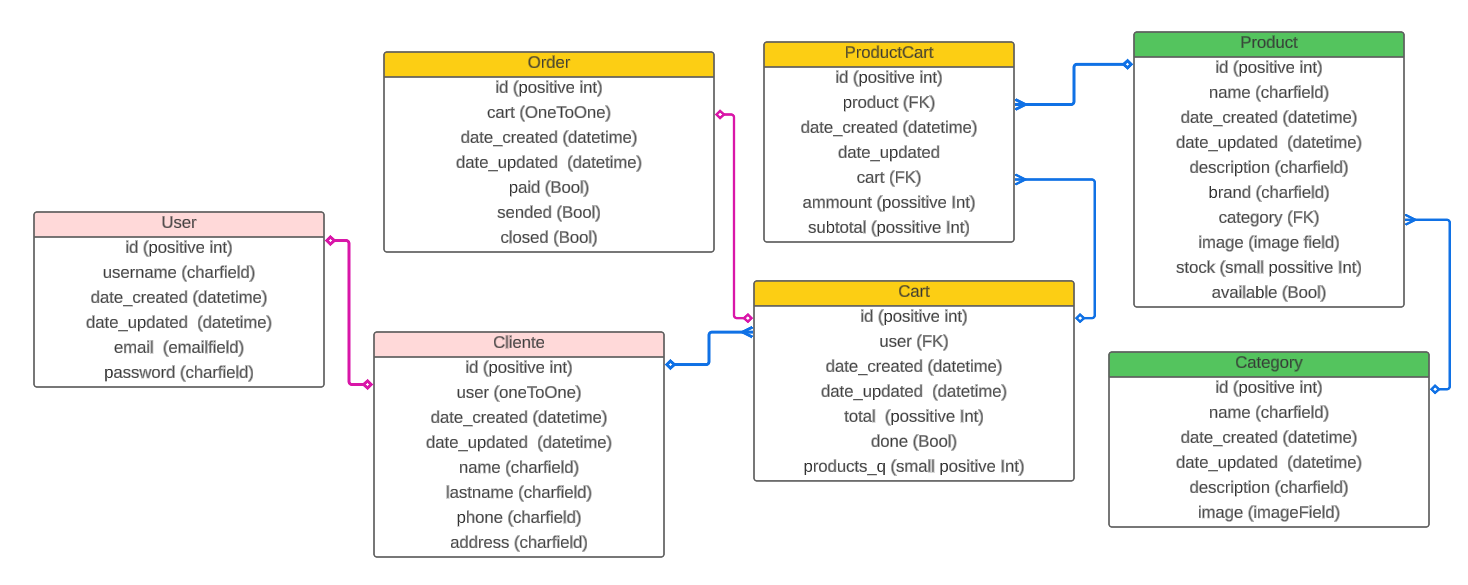 User
id (positive int)
username (charfield)
date_created (datetime)
date_updated  (datetime)
email  (emailfield)
password (charfield)
Order
id (positive int)
cart (OneToOne)
date_created (datetime)
date_updated  (datetime)
paid (Bool)
sended (Bool)
closed (Bool)
Cliente
id (positive int)
user (oneToOne)
date_created (datetime)
date_updated  (datetime)
name (charfield)
lastname (charfield)
phone (charfield)
address (charfield)
ProductCart
id (positive int)
product (FK)
date_created (datetime)
date_updated
cart (FK)
ammount (possitive Int)
subtotal (possitive Int)
Cart
id (positive int)
user (FK)
date_created (datetime)
date_updated  (datetime)
total  (possitive Int)
done (Bool)
products_q (small positive Int)
Product
id (positive int)
name (charfield)
date_created (datetime)
date_updated  (datetime)
description (charfield)
brand (charfield)
category (FK)
image (image field)
stock (small possitive Int)
available (Bool)
Category
id (positive int)
name (charfield)
date_created (datetime)
date_updated  (datetime)
description (charfield)
image (imageField)